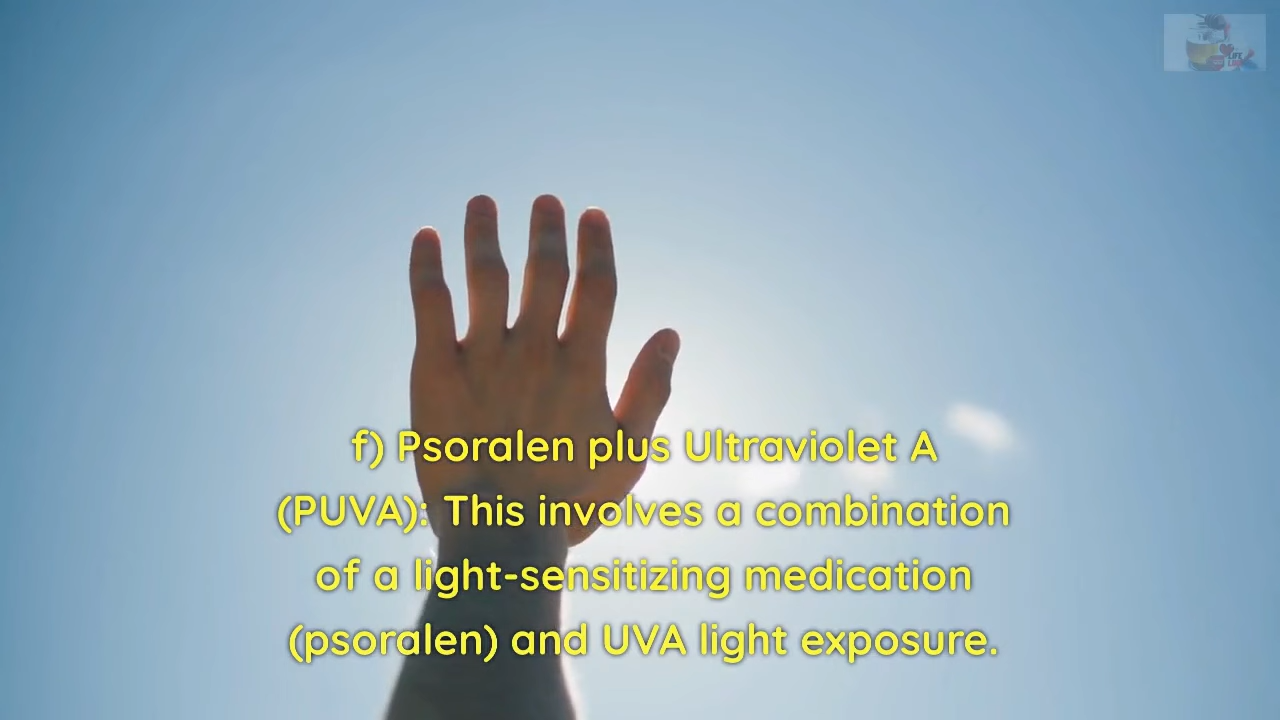 f) Psoralen plus Ultraviolet A
(PUVA): This involves a combination
of a light-sensitizing medication
(psoralen) and UVA light exposure.